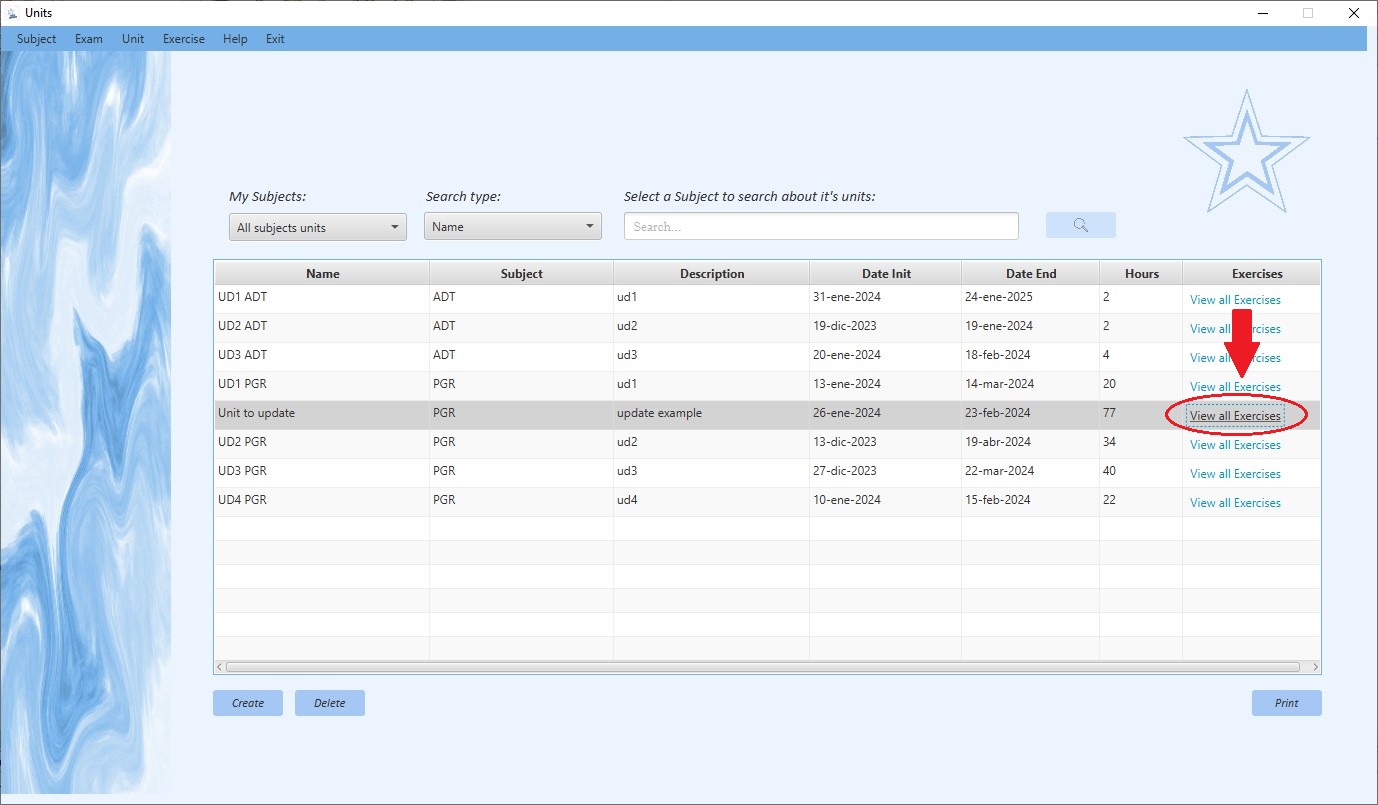 Units
Subject Exam Unit Exercise Help Exit
My Subjects: Search type: Select a Subject to search about it's units:
All subjects units Name Search...
Name Subject Description Date Init Date End Hours Exercises
UD1 ADT ADT ud1 31-ene-2024 24-ene-2025 2 View all Exercises
UD2 ADT ADT ud2 19-dic-2023 19-ene-2024 2 View all Exercises
UD3 ADT ADT ud3 20-ene-2024 18-feb-2024 4 View all Exercises
UD1 PGR PGR ud1 13-ene-2024 14-mar-2024 20 View all Exercises
Unit to update PGR update example 26-ene-2024 23-feb-2024 77 View all Exercises
UD2 PGR PGR ud2 13-dic-2023 19-abr-2024 34 View all Exercises
UD3 PGR PGR ud3 27-dic-2023 22-mar-2024 40 View all Exercises
UD4 PGR PGR ud4 10-ene-2024 15-feb-2024 22 View all Exercises
Create Delete Print